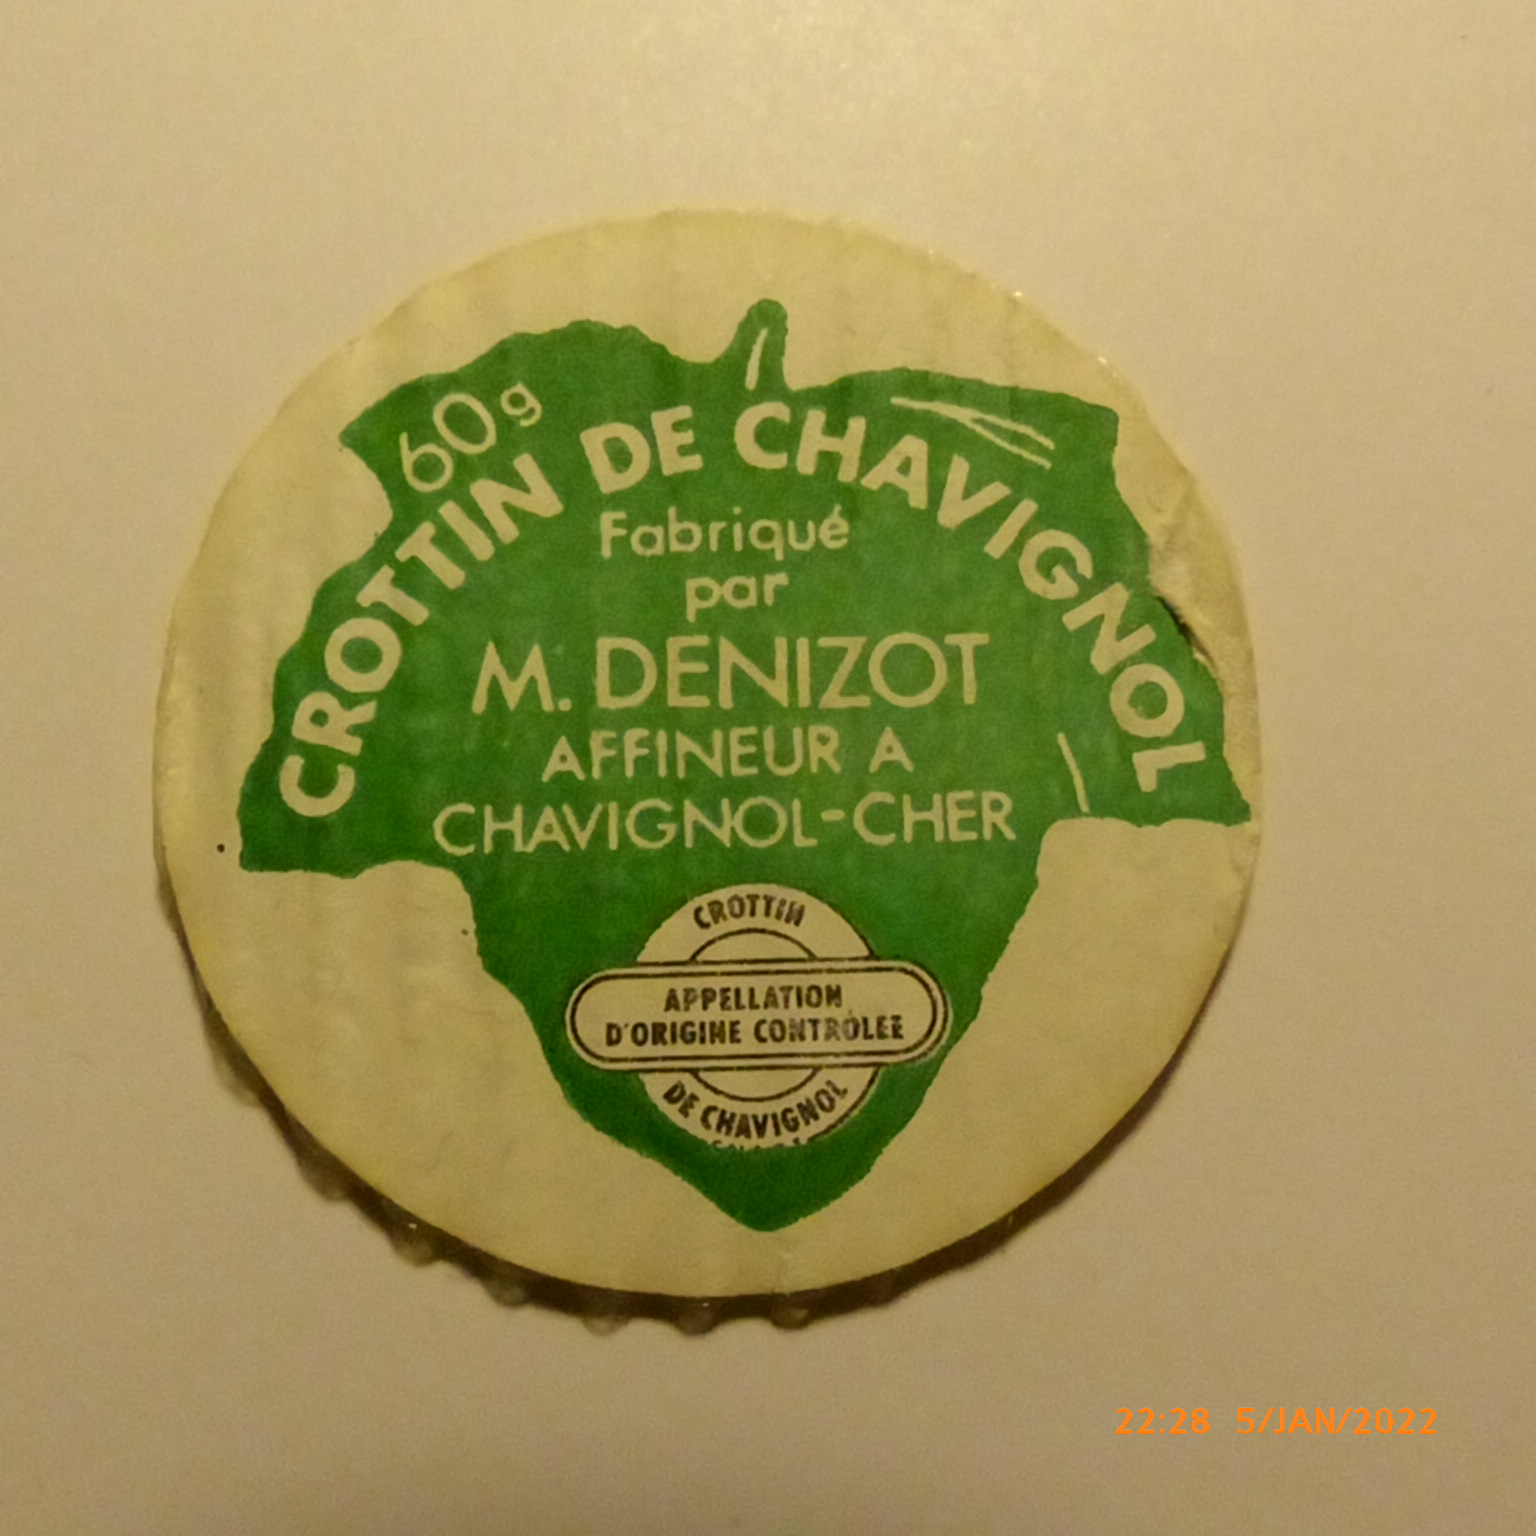 60g
CROTTIN DE CHAVIGNOL
Fabriqué
par
M. DENIZOT
AFFINEUR A
CHAVIGNOL-CHER
CROTTIN
APPELLATION
D'ORIGINE CONTRÔLÉE
DE CHAVIGNOL
22:28 5/JAN/2022